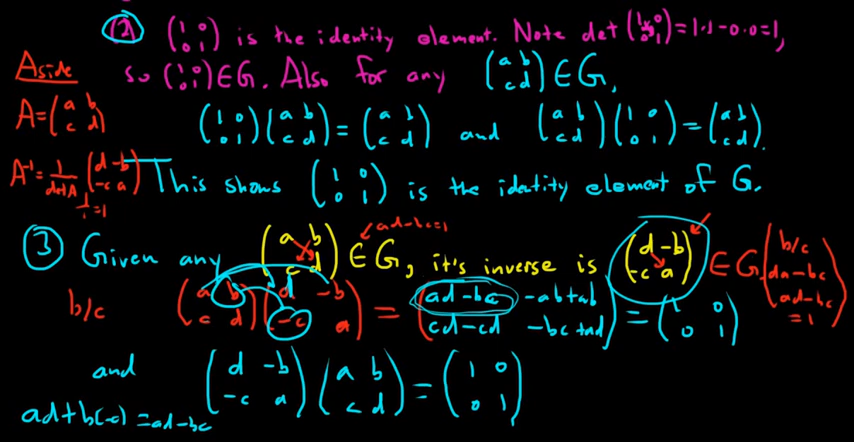 ② (1 0 0 1) is the identity element. Note det (1 0 0 1) = 1·1-0·0=1,
so (1 0 0 1) ∈ G. Also for any (a b c d) ∈ G,
(1 0 0 1)(a b c d) = (a b c d) and (a b c d)(1 0 0 1) = (a b c d).
This shows (1 0 0 1) is the idatity element of G.
Aside
A = (a b c d)
A⁻¹ = 1/detA (d -b -c a)
1/1 = 1
③ Given any (a b c d) ∈ G, it's inverse is (d -b -c a) ∈ G
ad-bc=1
b/c
da-bc
ad-bc
=1
b/c (a b c d)(d -b -c a) = (ad-bc -ab+ab cd-cd -bc+ad) = (1 0 0 1)
and (d -b -c a)(a b c d) = (1 0 0 1)
ad+b(-c) = ad-bc